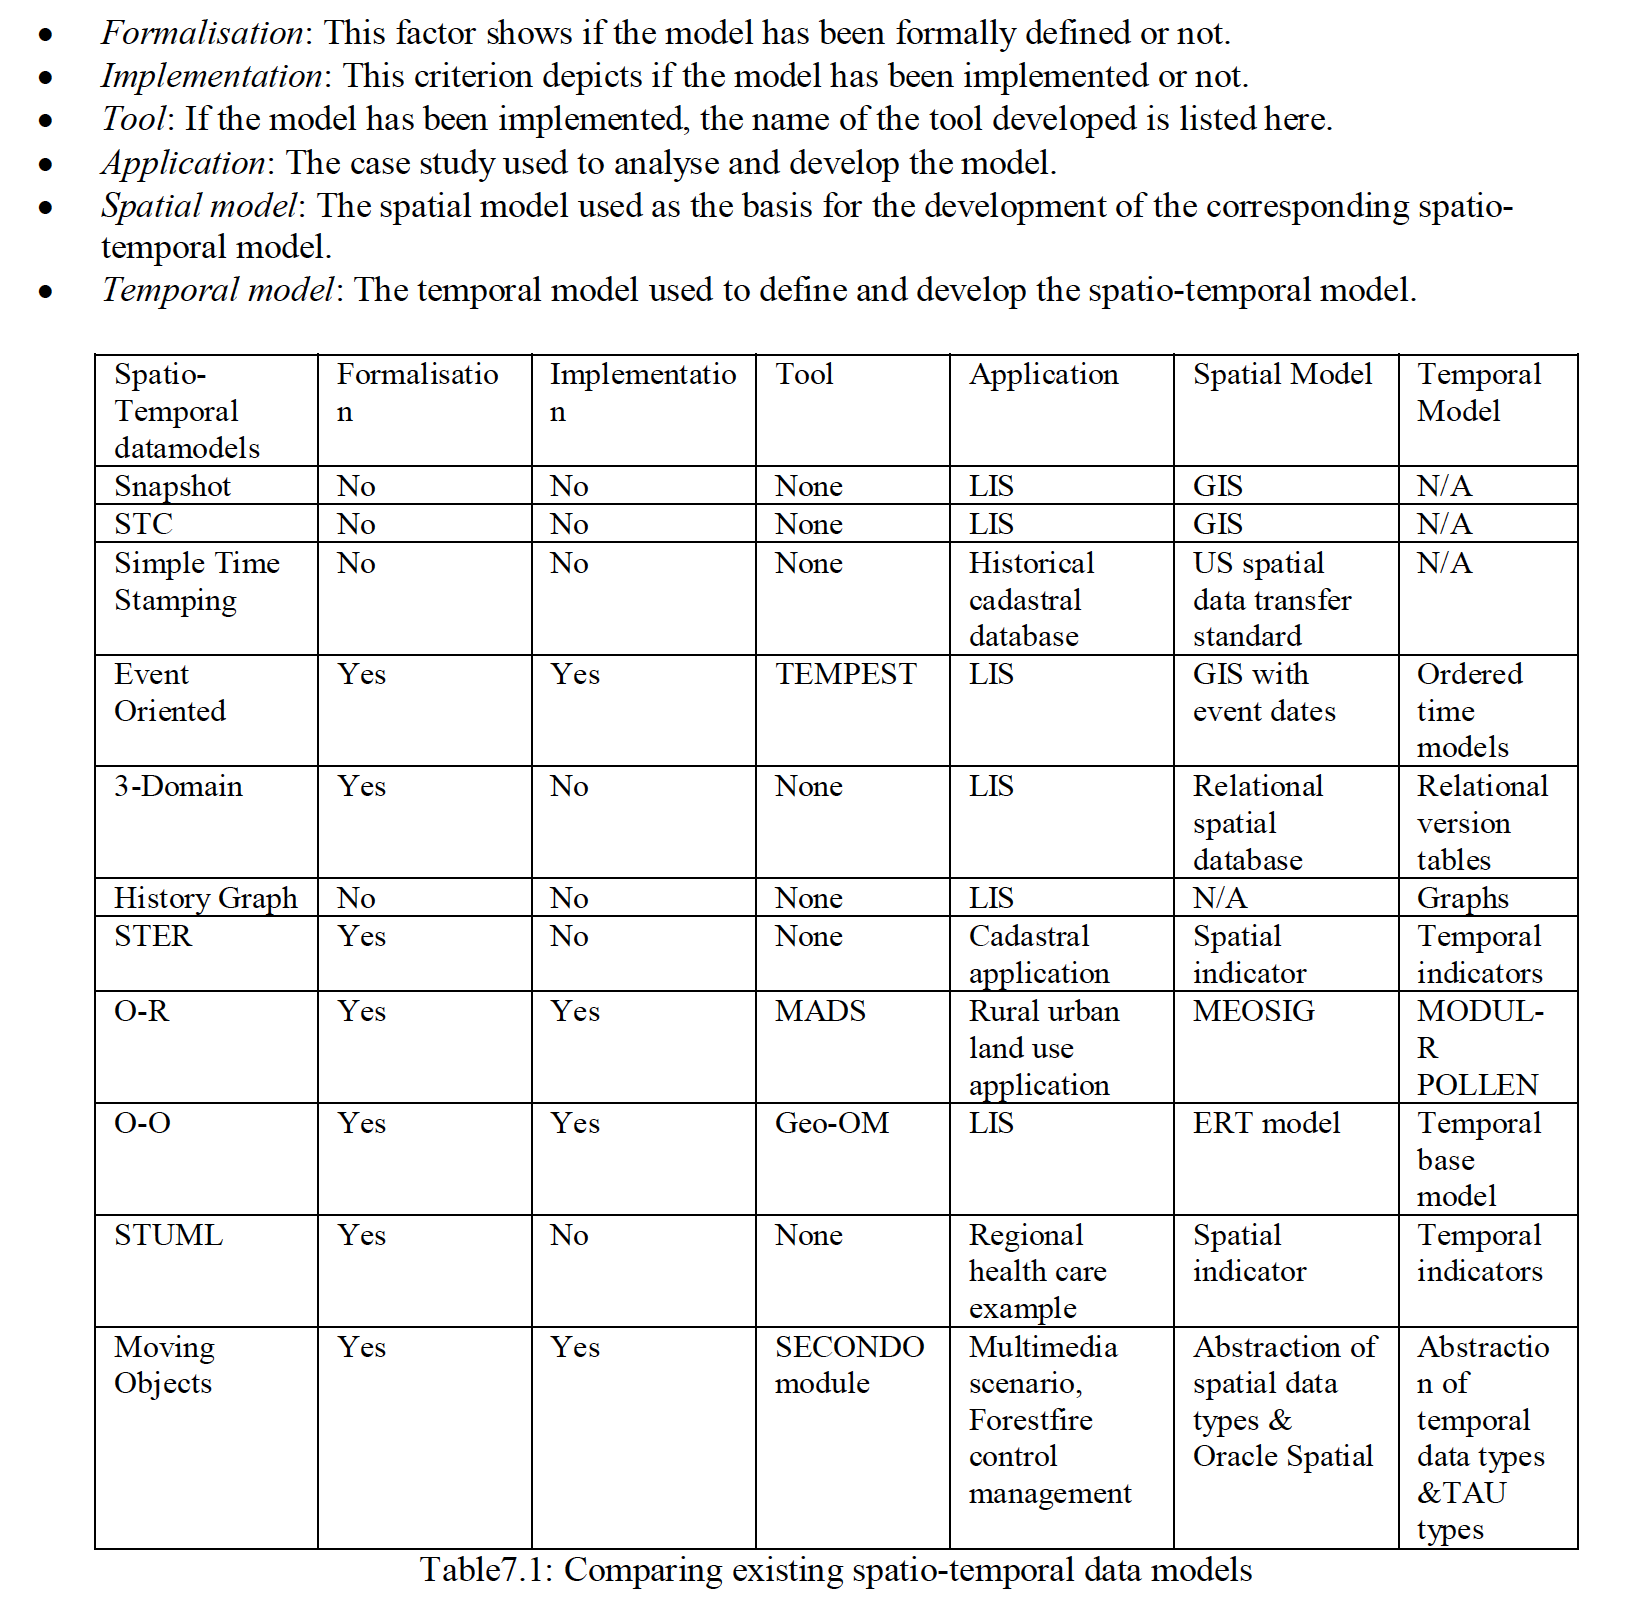 • Formalisation: This factor shows if the model has been formally defined or not.
• Implementation: This criterion depicts if the model has been implemented or not.
• Tool: If the model has been implemented, the name of the tool developed is listed here.
• Application: The case study used to analyse and develop the model.
• Spatial model: The spatial model used as the basis for the development of the corresponding spatio-
temporal model.
• Temporal model: The temporal model used to define and develop the spatio-temporal model.
Spatio- Formalisatio Implementatio Tool Application Spatial Model Temporal
Temporal n n Model
datamodels
Snapshot No No None LIS GIS N/A
STC No No None LIS GIS N/A
Simple Time No No None Historical US spatial N/A
Stamping cadastral data transfer
database standard
Event Yes Yes TEMPEST LIS GIS with Ordered
Oriented event dates time
models
3-Domain Yes No None LIS Relational Relational
spatial version
database tables
History Graph No No None LIS N/A Graphs
STER Yes No None Cadastral Spatial Temporal
application indicator indicators
O-R Yes Yes MADS Rural urban MEOSIG MODUL-
land use R
application POLLEN
O-O Yes Yes Geo-OM LIS ERT model Temporal
base
model
STUML Yes No None Regional Spatial Temporal
health care indicator indicators
example
Moving Yes Yes SECONDO Multimedia Abstraction of Abstractio
Objects module scenario, spatial data n of
Forestfire types & temporal
control Oracle Spatial data types
management &TAU
types
Table7.1: Comparing existing spatio-temporal data models